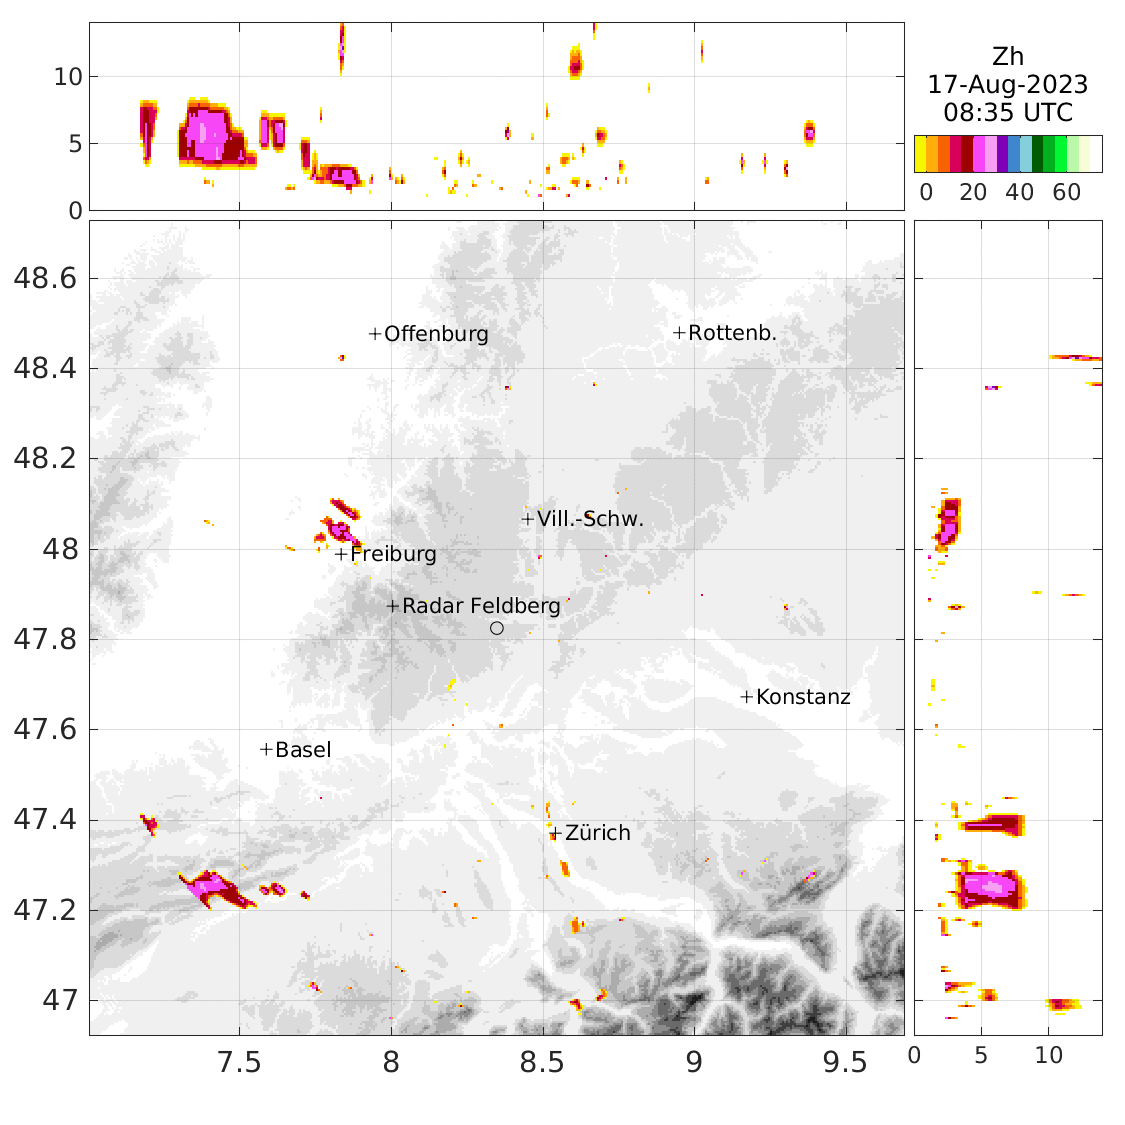 10
5
0
Zh
17-Aug-2023
08:35 UTC
0 20 40 60
48.6
48.4
48.2
48
47.8
47.6
47.4
47.2
47
+Offenburg
+Rottenb.
+Vill.-Schw.
+Freiburg
+Radar Feldberg
+Konstanz
+Basel
+Zürich
7.5 8 8.5 9 9.5
0 5 10